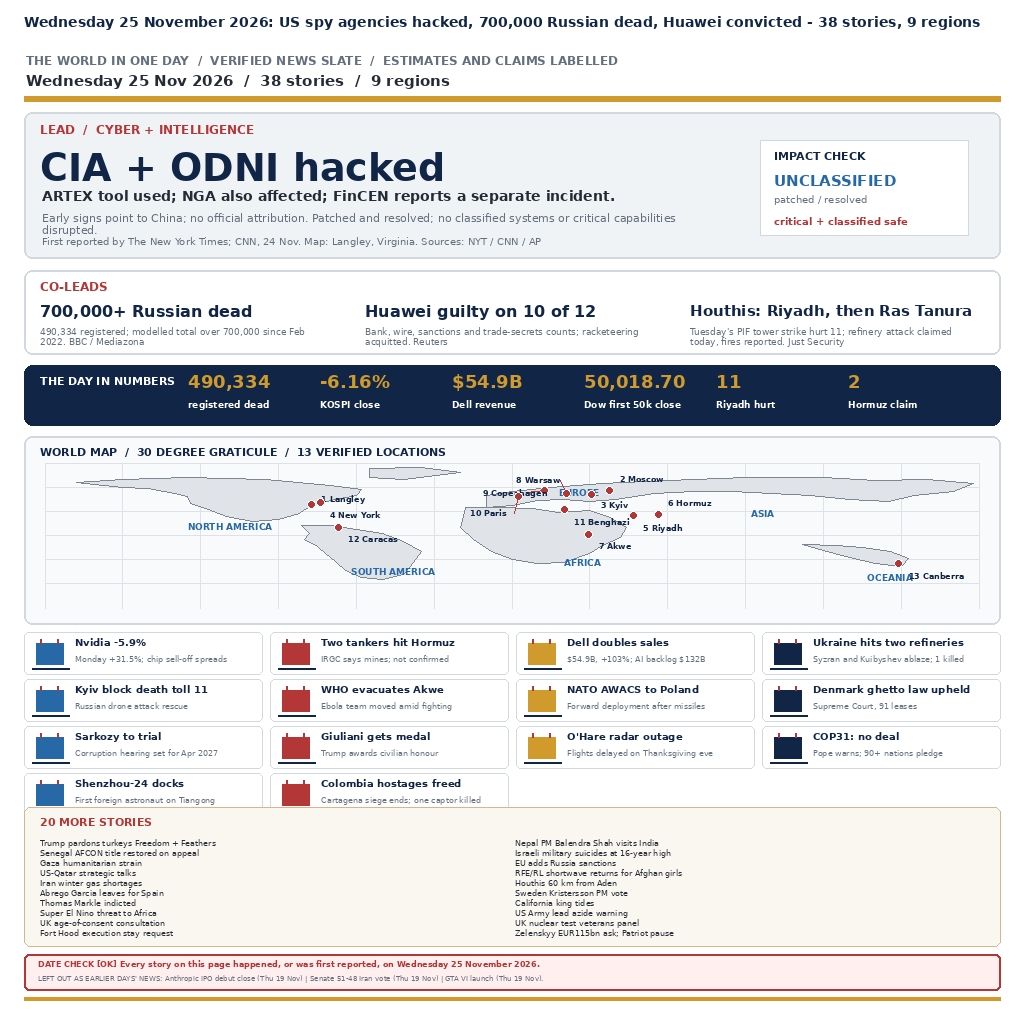 Wednesday 25 November 2026: US spy agencies hacked, 700,000 Russian dead, Huawei convicted - 38 stories, 9 regions
THE WORLD IN ONE DAY / VERIFIED NEWS SLATE / ESTIMATES AND CLAIMS LABELLED
Wednesday 25 Nov 2026 / 38 stories / 9 regions
LEAD / CYBER + INTELLIGENCE
CIA + ODNI hacked
ARTEX tool used; NGA also affected; FinCEN reports a separate incident.
Early signs point to China; no official attribution. Patched and resolved; no classified systems or critical capabilities
disrupted.
First reported by The New York Times; CNN, 24 Nov. Map: Langley, Virginia. Sources: NYT / CNN / AP
IMPACT CHECK
UNCLASSIFIED
patched / resolved
critical + classified safe
CO-LEADS
700,000+ Russian dead
490,334 registered; modelled total over 700,000 since Feb
2022. BBC / Mediazona
Huawei guilty on 10 of 12
Bank, wire, sanctions and trade-secrets counts; racketeering
acquitted. Reuters
Houthis: Riyadh, then Ras Tanura
Tuesday's PIF tower strike hurt 11; refinery attack claimed
today, fires reported. Just Security
THE DAY IN NUMBERS
490,334
registered dead
-6.16%
KOSPI close
$54.9B
Dell revenue
50,018.70
Dow first 50k close
11
Riyadh hurt
2
Hormuz claim
WORLD MAP / 30 DEGREE GRATICULE / 13 VERIFIED LOCATIONS
8 Warsaw
2 Moscow
9 Copenhagen
EUROPE
1 Langley
3 Kyiv
6 Hormuz
4 New York
10 Paris
ASIA
NORTH AMERICA
11 Benghazi
5 Riyadh
12 Caracas
7 Akwe
AFRICA
SOUTH AMERICA
OCEANIA
13 Canberra
Nvidia -5.9%
Monday +31.5%; chip sell-off spreads
Two tankers hit Hormuz
IRGC says mines; not confirmed
Dell doubles sales
$54.9B, +103%; AI backlog $132B
Ukraine hits two refineries
Syzran and Kuibyshev ablaze; 1 killed
Kyiv block death toll 11
Russian drone attack rescue
WHO evacuates Akwe
Ebola team moved amid fighting
NATO AWACS to Poland
Forward deployment after missiles
Denmark ghetto law upheld
Supreme Court, 91 leases
Sarkozy to trial
Corruption hearing set for Apr 2027
Giuliani gets medal
Trump awards civilian honour
O'Hare radar outage
Flights delayed on Thanksgiving eve
COP31: no deal
Pope warns; 90+ nations pledge
Shenzhou-24 docks
First foreign astronaut on Tiangong
Colombia hostages freed
Cartagena siege ends; one captor killed
20 MORE STORIES
Trump pardons turkeys Freedom + Feathers
Senegal AFCON title restored on appeal
Gaza humanitarian strain
US-Qatar strategic talks
Iran winter gas shortages
Abrego Garcia leaves for Spain
Thomas Markle indicted
Super El Nino threat to Africa
UK age-of-consent consultation
Fort Hood execution stay request
Nepal PM Balendra Shah visits India
Israeli military suicides at 16-year high
EU adds Russia sanctions
RFE/RL shortwave returns for Afghan girls
Houthis 60 km from Aden
Sweden Kristersson PM vote
California king tides
US Army lead azide warning
UK nuclear test veterans panel
Zelenskyy EUR115bn ask; Patriot pause
DATE CHECK [OK] Every story on this page happened, or was first reported, on Wednesday 25 November 2026.
LEFT OUT AS EARLIER DAYS' NEWS: Anthropic IPO debut close (Thu 19 Nov) | Senate 51-48 Iran vote (Thu 19 Nov) | GTA VI launch (Thu 19 Nov).